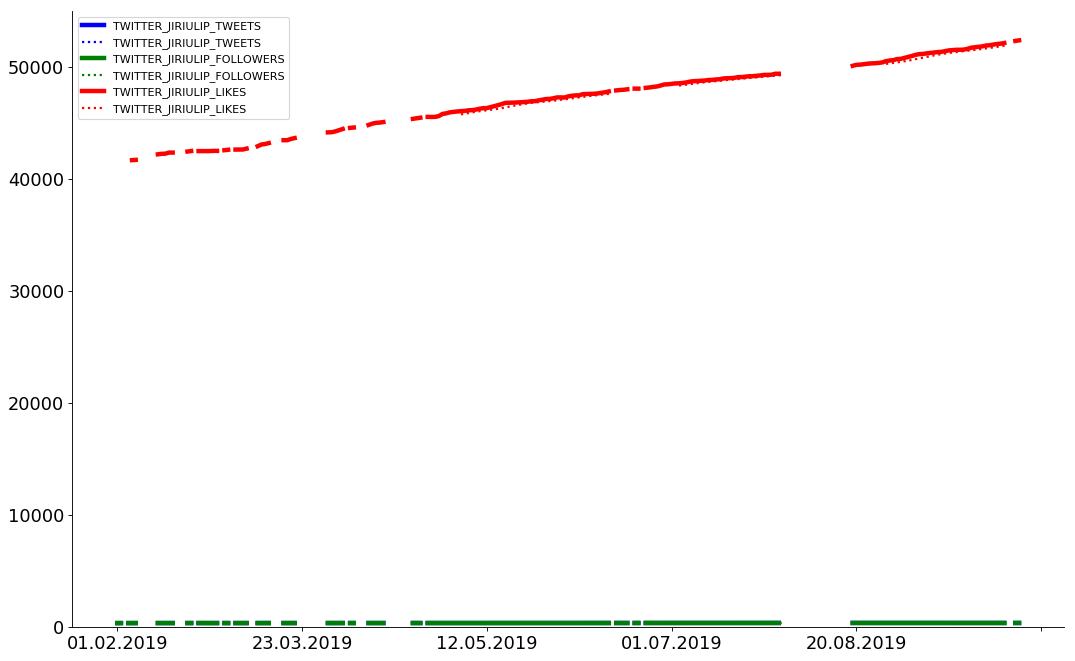 TWITTER_JIRIULIP_TWEETS
TWITTER_JIRIULIP_TWEETS
TWITTER_JIRIULIP_FOLLOWERS
TWITTER_JIRIULIP_FOLLOWERS
TWITTER_JIRIULIP_LIKES
TWITTER_JIRIULIP_LIKES
50000
40000
30000
20000
10000
0
01.02.2019 23.03.2019 12.05.2019 01.07.2019 20.08.2019